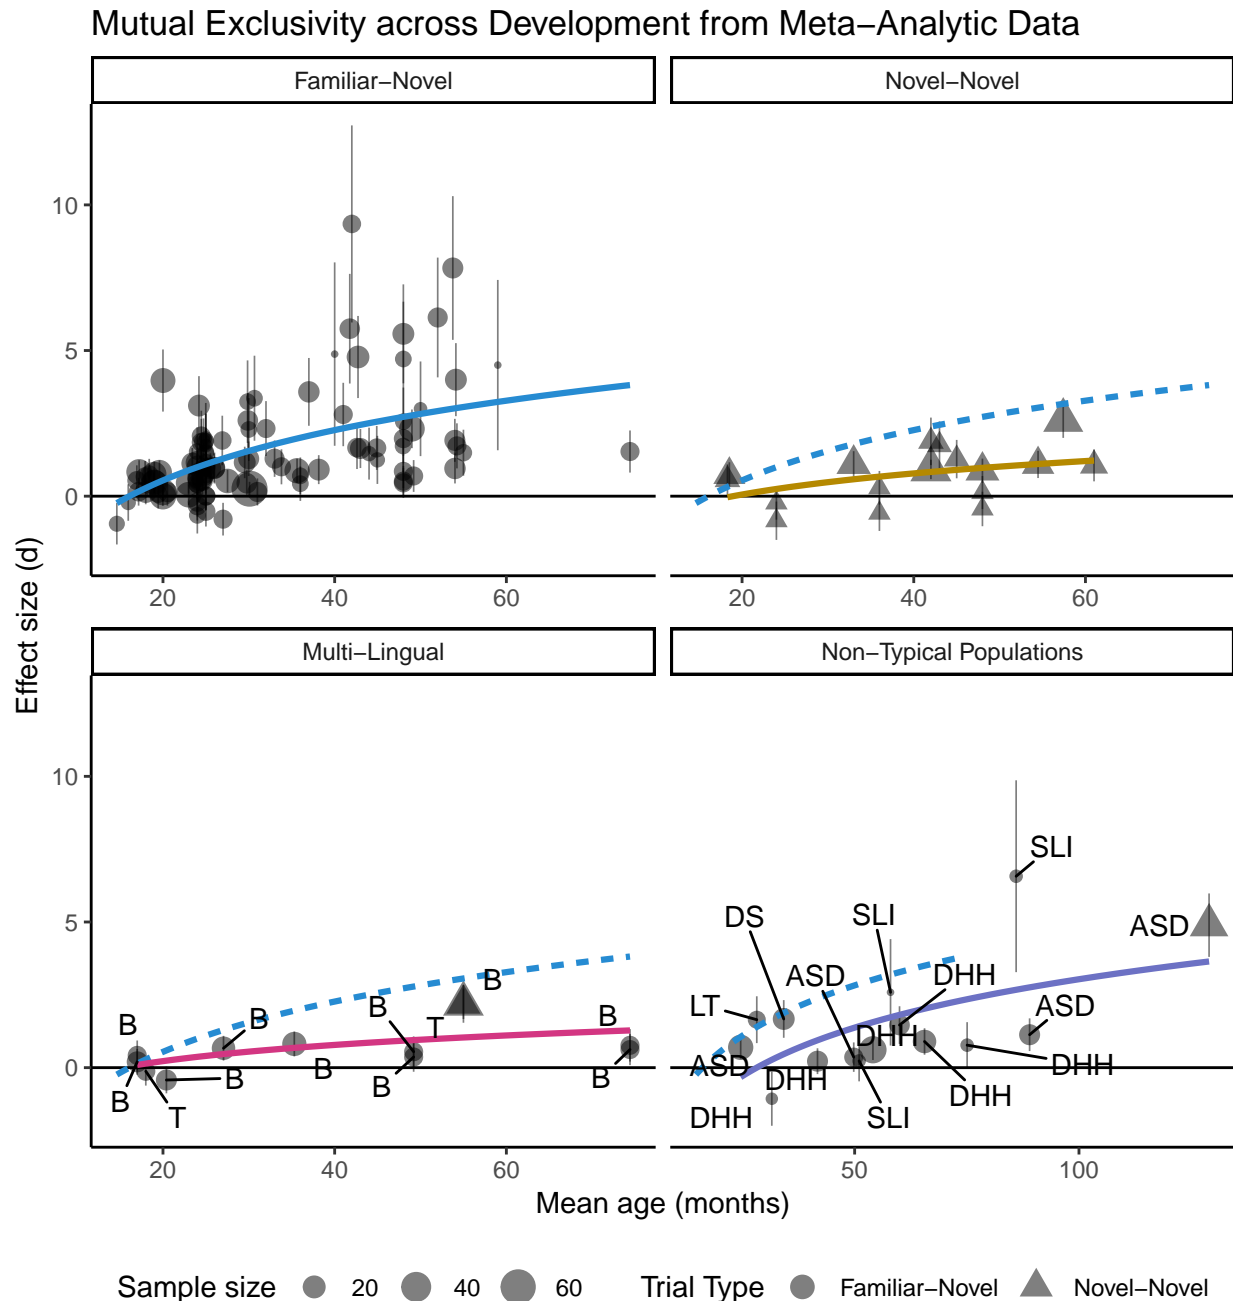 Mutual Exclusivity across Development from Meta−Analytic Data
Familiar−Novel
Novel−Novel
10
5
0
20
40
60
20
40
60
Effect size (d)
Multi−Lingual
Non−Typical Populations
10
5
0
B
B
T
B
B
B
B
B
T
B
B
B
20
40
60
SLI
ASD
DS
SLI
ASD
DHH
LT
ASD
DHH
ASD
DHH
DHH
DHH
DHH
SLI
50
100
Mean age (months)
Sample size 20 40 60 Trial Type Familiar−Novel Novel−Novel